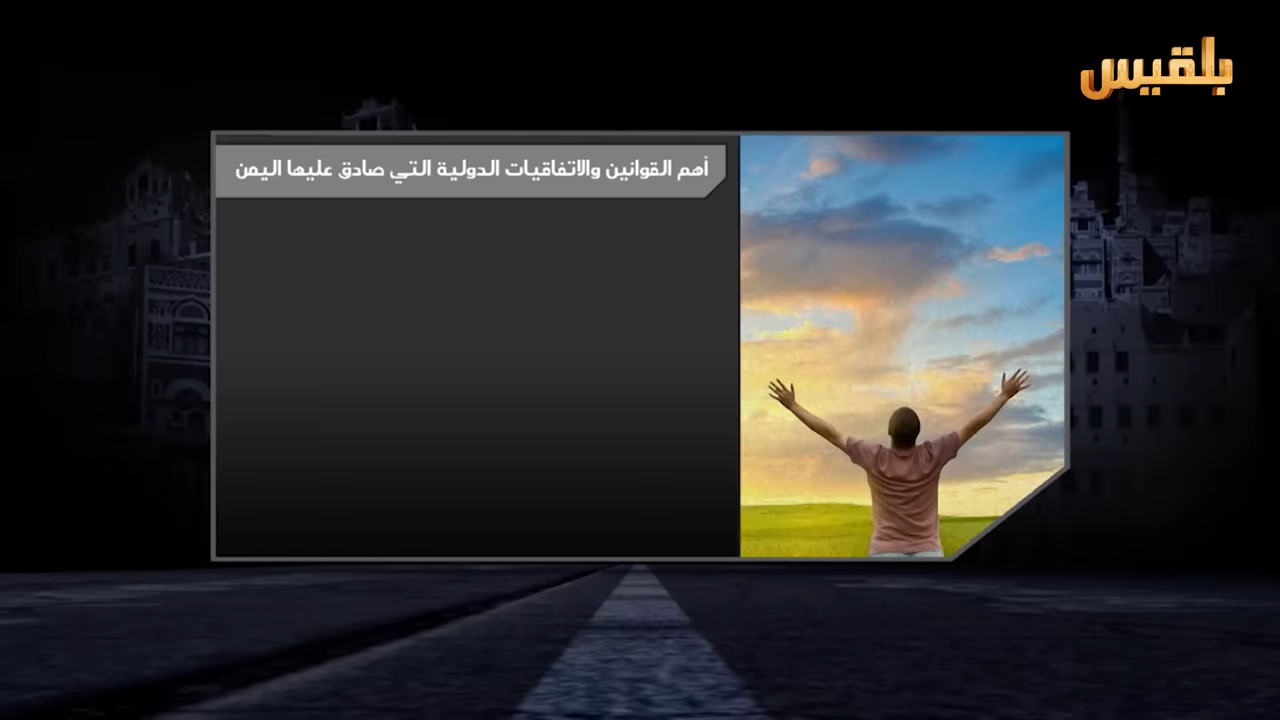 بلقيس
أهم القوانين والاتفاقيات الدولية التي صادق عليها اليمن